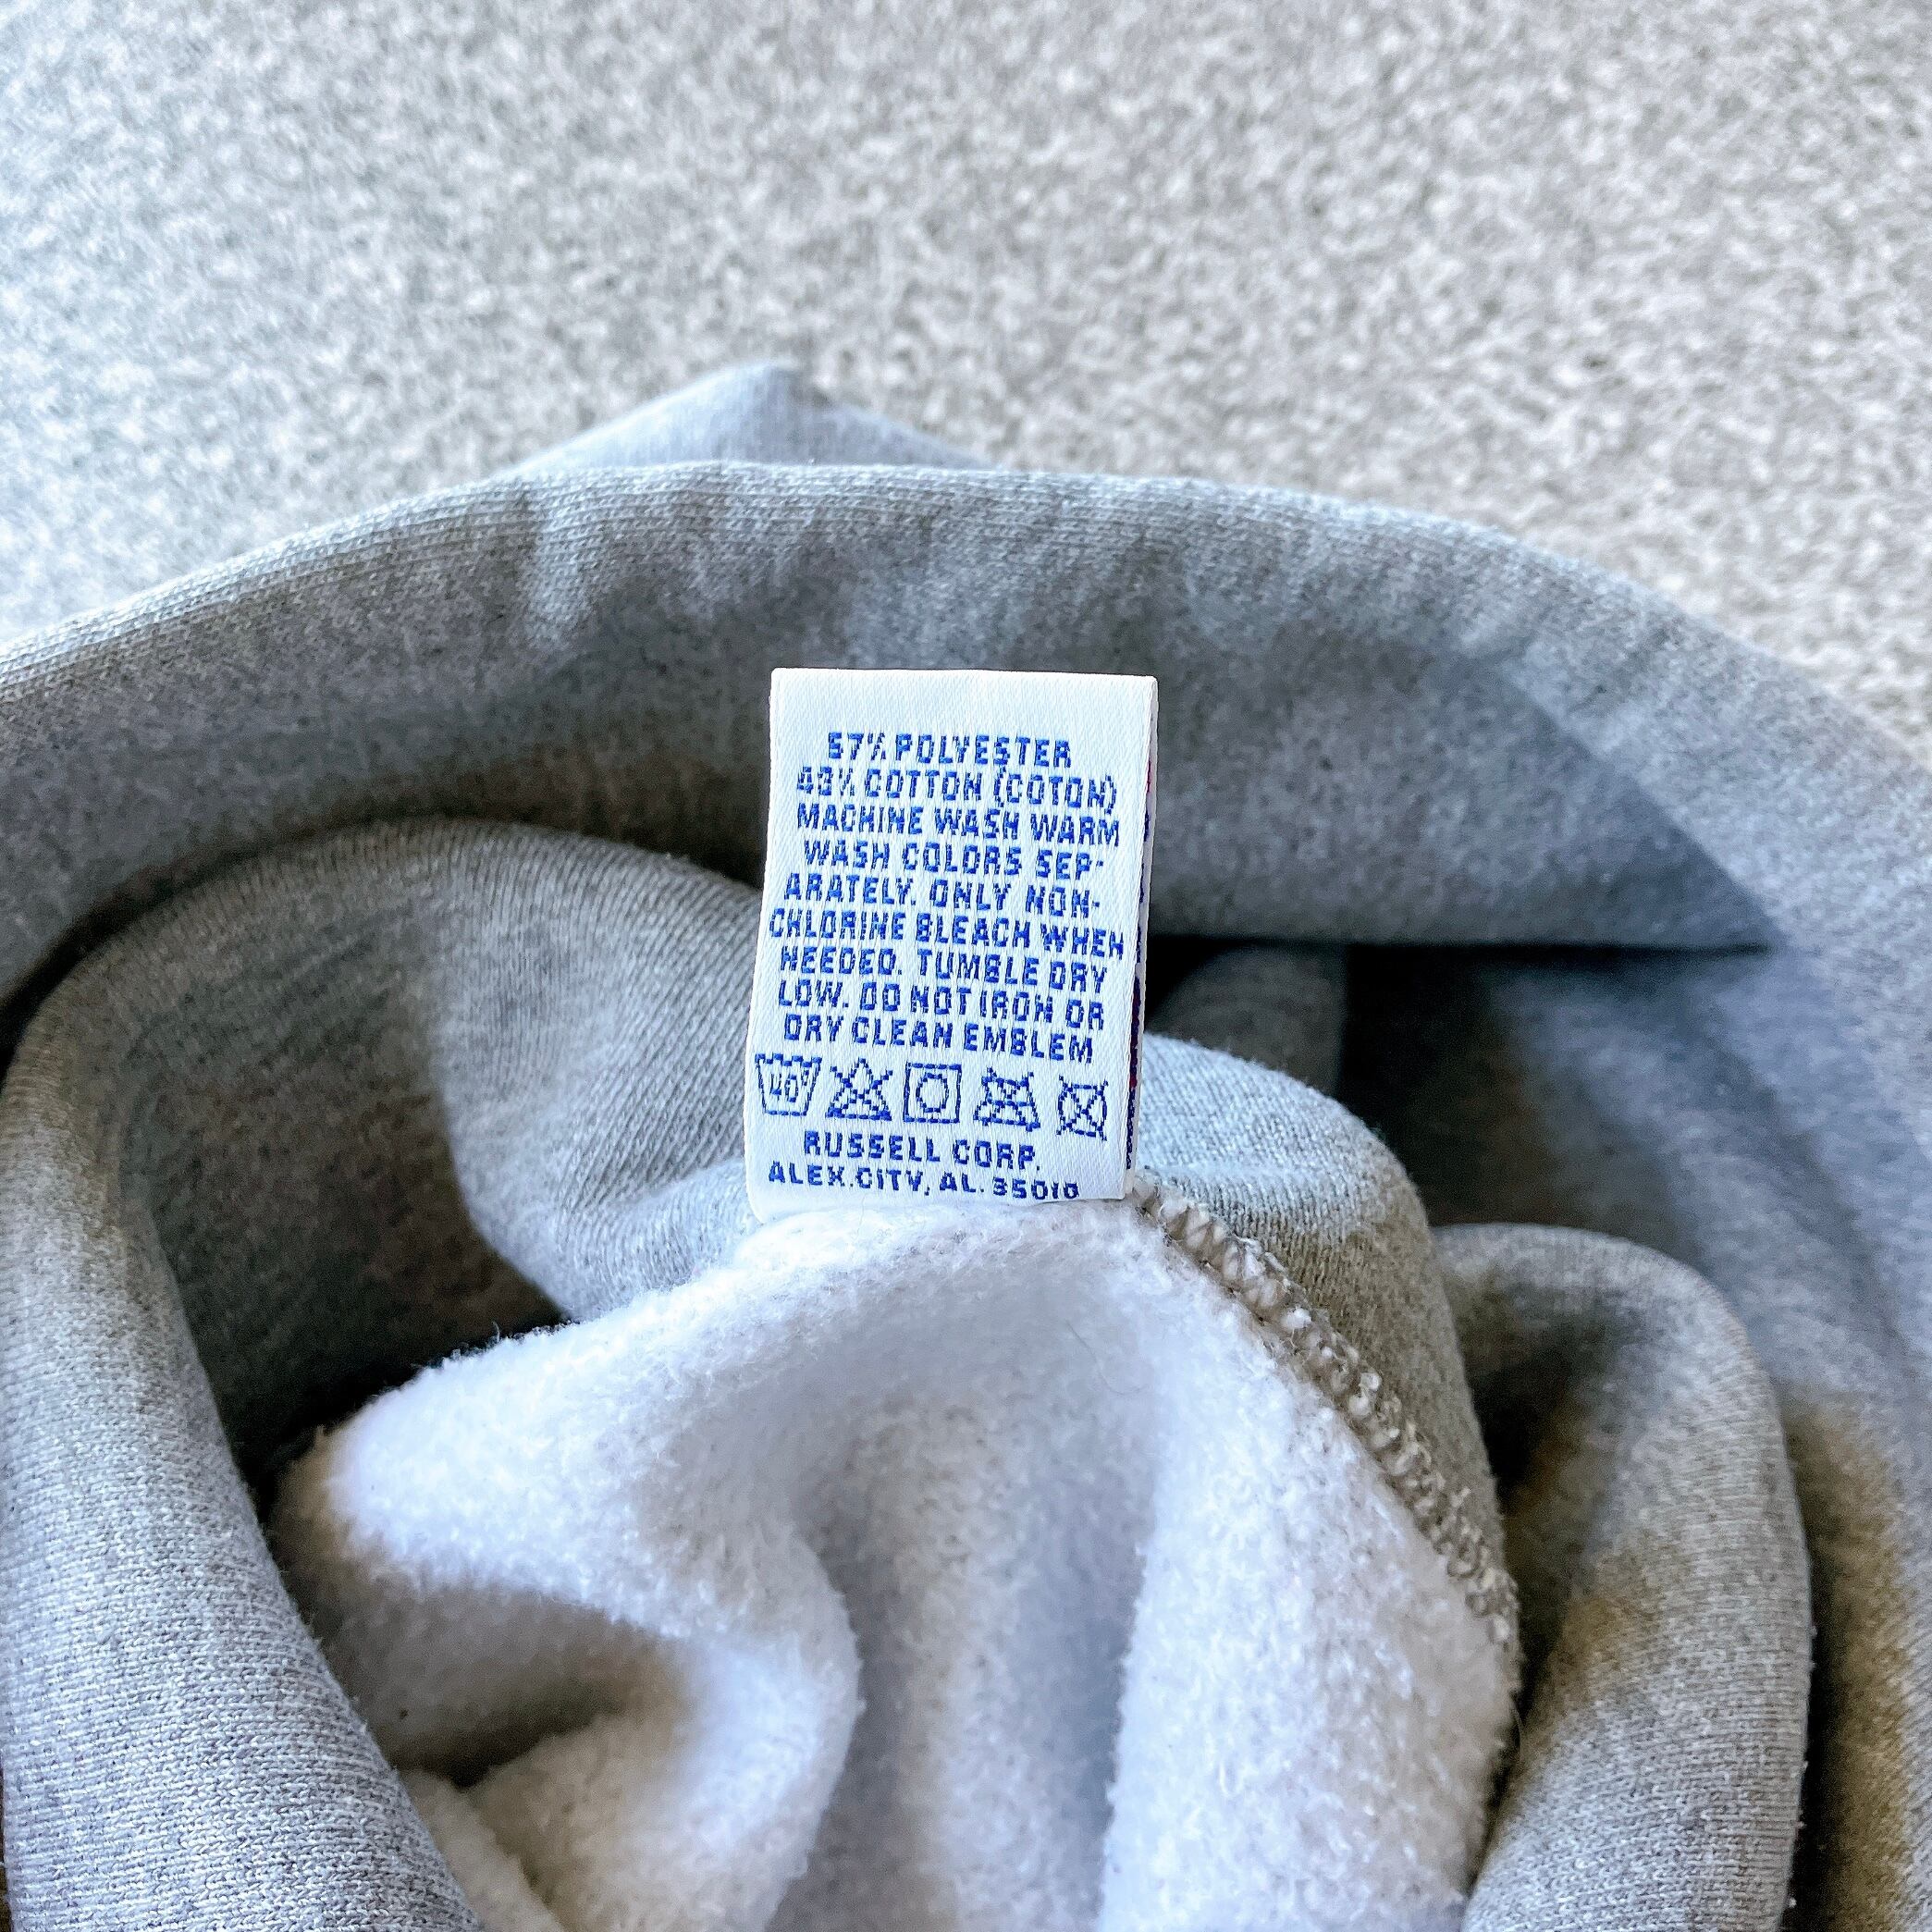 57% POLYESTER
43% COTTON (COTON)
MACHINE WASH WARM
WASH COLORS SEP-
ARATELY. ONLY NON-
CHLORINE BLEACH WHEN
NEEDED. TUMBLE DRY
LOW. DO NOT IRON OR
DRY CLEAN EMBLEM
40°
RUSSELL CORP.
ALEX.CITY, AL. 35010